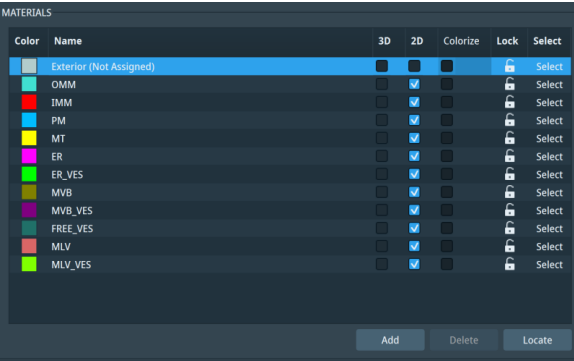 MATERIALS
Color Name 3D 2D Colorize Lock Select
Exterior (Not Assigned) Select
OMM Select
IMM Select
PM Select
MT Select
ER Select
ER_VES Select
MVB Select
MVB_VES Select
FREE_VES Select
MLV Select
MLV_VES Select
Add Delete Locate